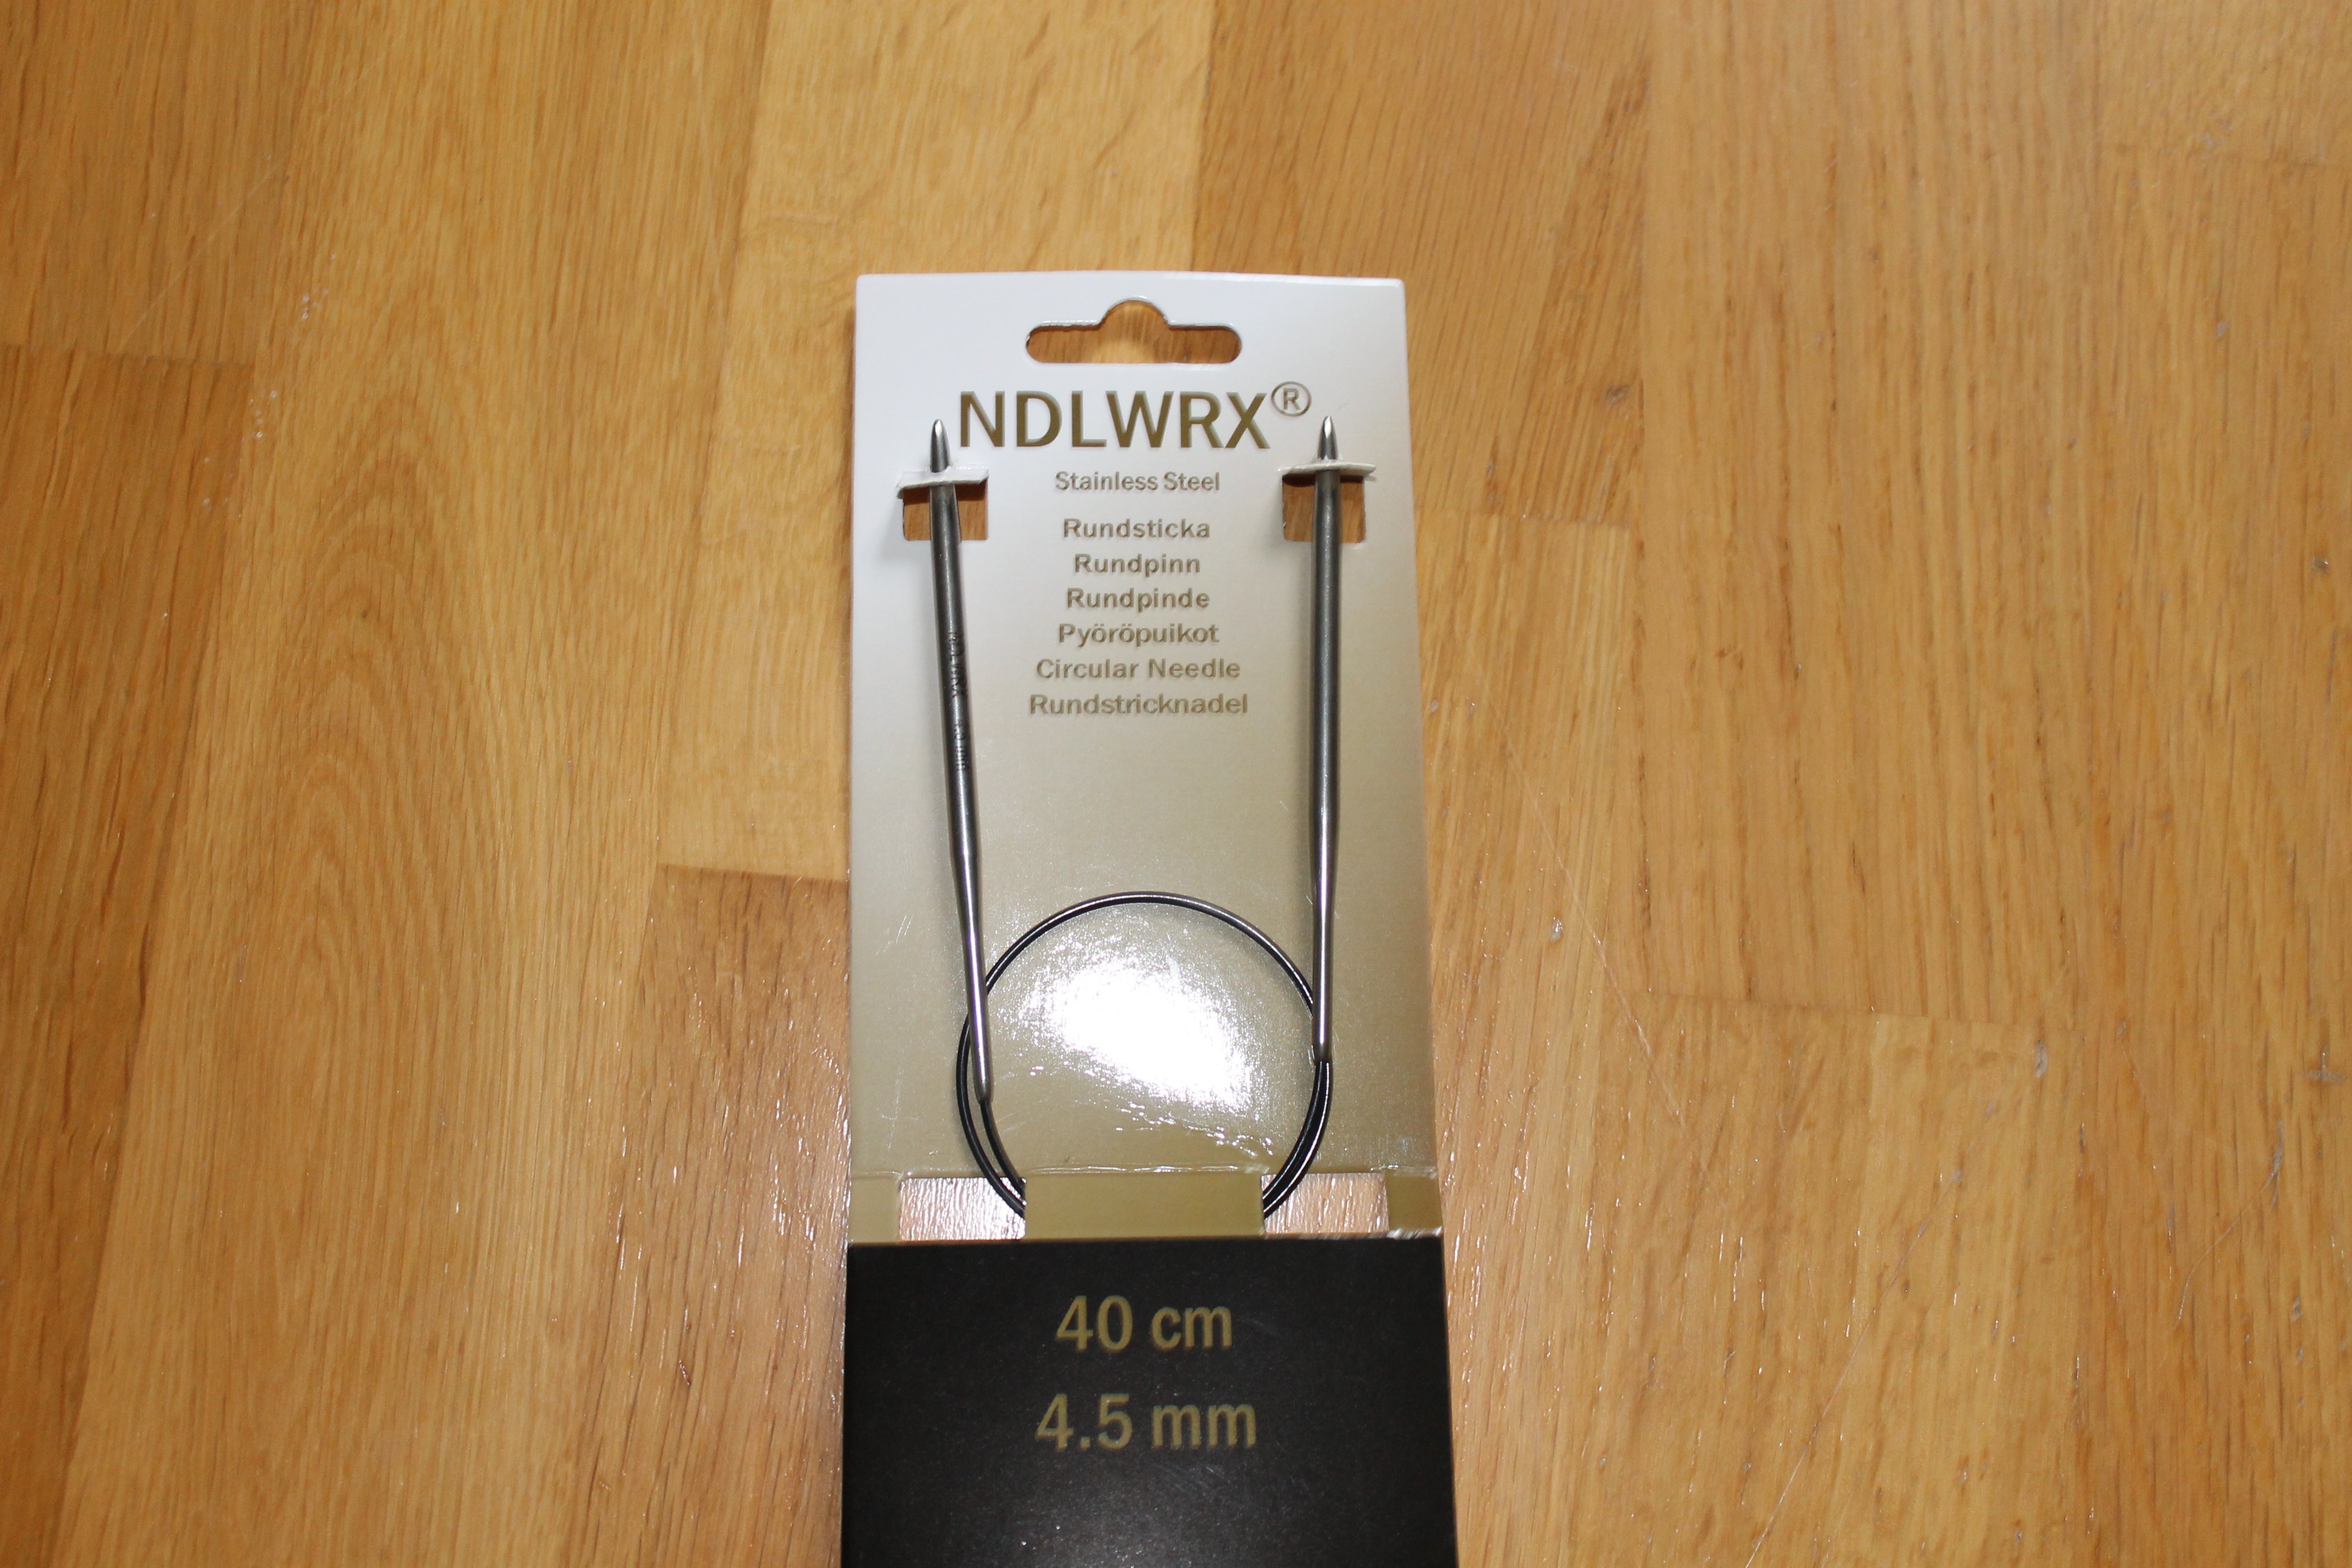 NDLWRX®
Stainless Steel
Rundsticka
Rundpinn
Rundpinde
Pyöröpuikot
Circular Needle
Rundstricknadel
40 cm
4.5 mm